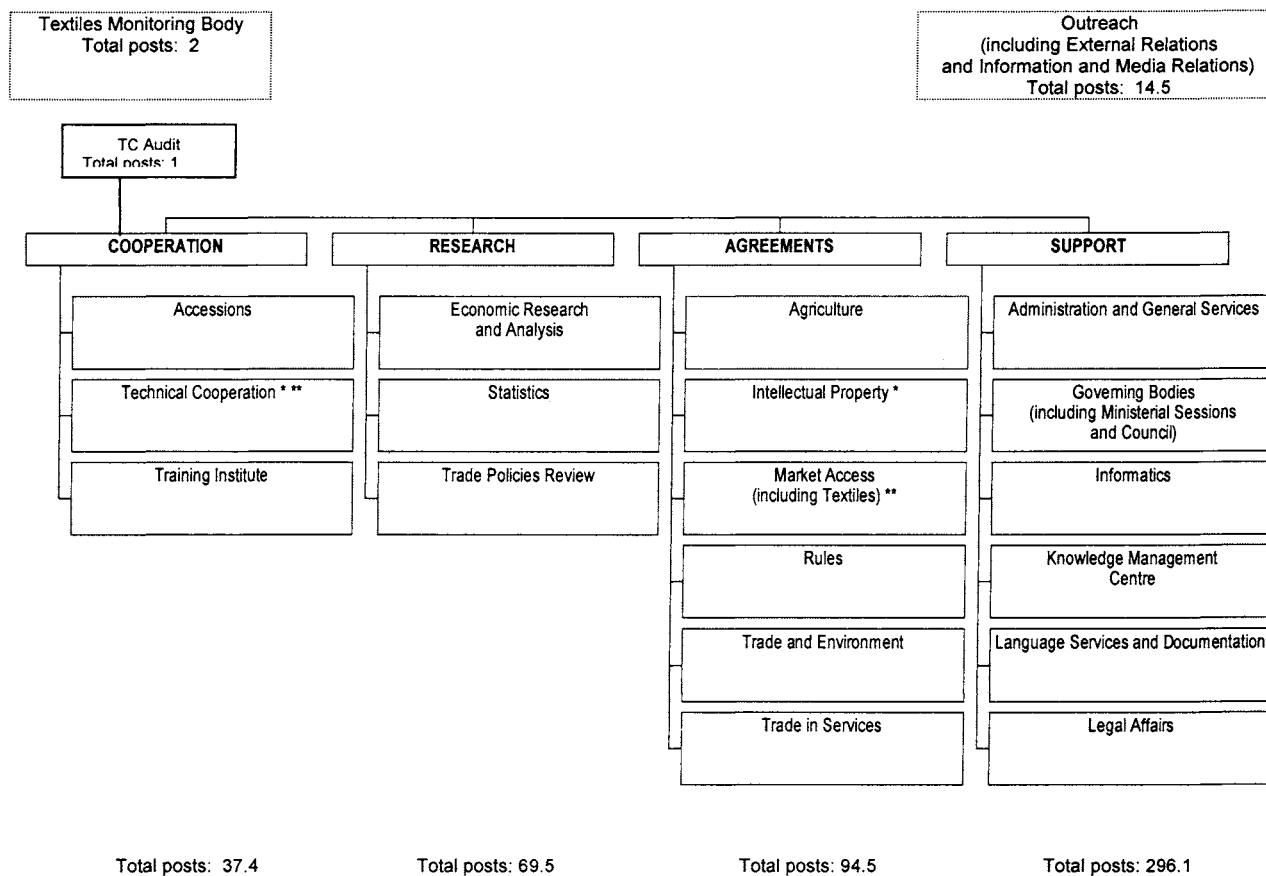 Textiles Monitoring Body
Total posts: 2
Outreach
(including External Relations
and Information and Media Relations)
Total posts: 14.5
TC Audit
Total posts: 1
COOPERATION
Accessions
Technical Cooperation * **
Training Institute
RESEARCH
Economic Research
and Analysis
Statistics
Trade Policies Review
AGREEMENTS
Agriculture
Intellectual Property *
Market Access
(including Textiles) **
Rules
Trade and Environment
Trade in Services
SUPPORT
Administration and General Services
Governing Bodies
(including Ministerial Sessions
and Council)
Informatics
Knowledge Management
Centre
Language Services and Documentation
Legal Affairs
Total posts: 37.4
Total posts: 69.5
Total posts: 94.5
Total posts: 296.1